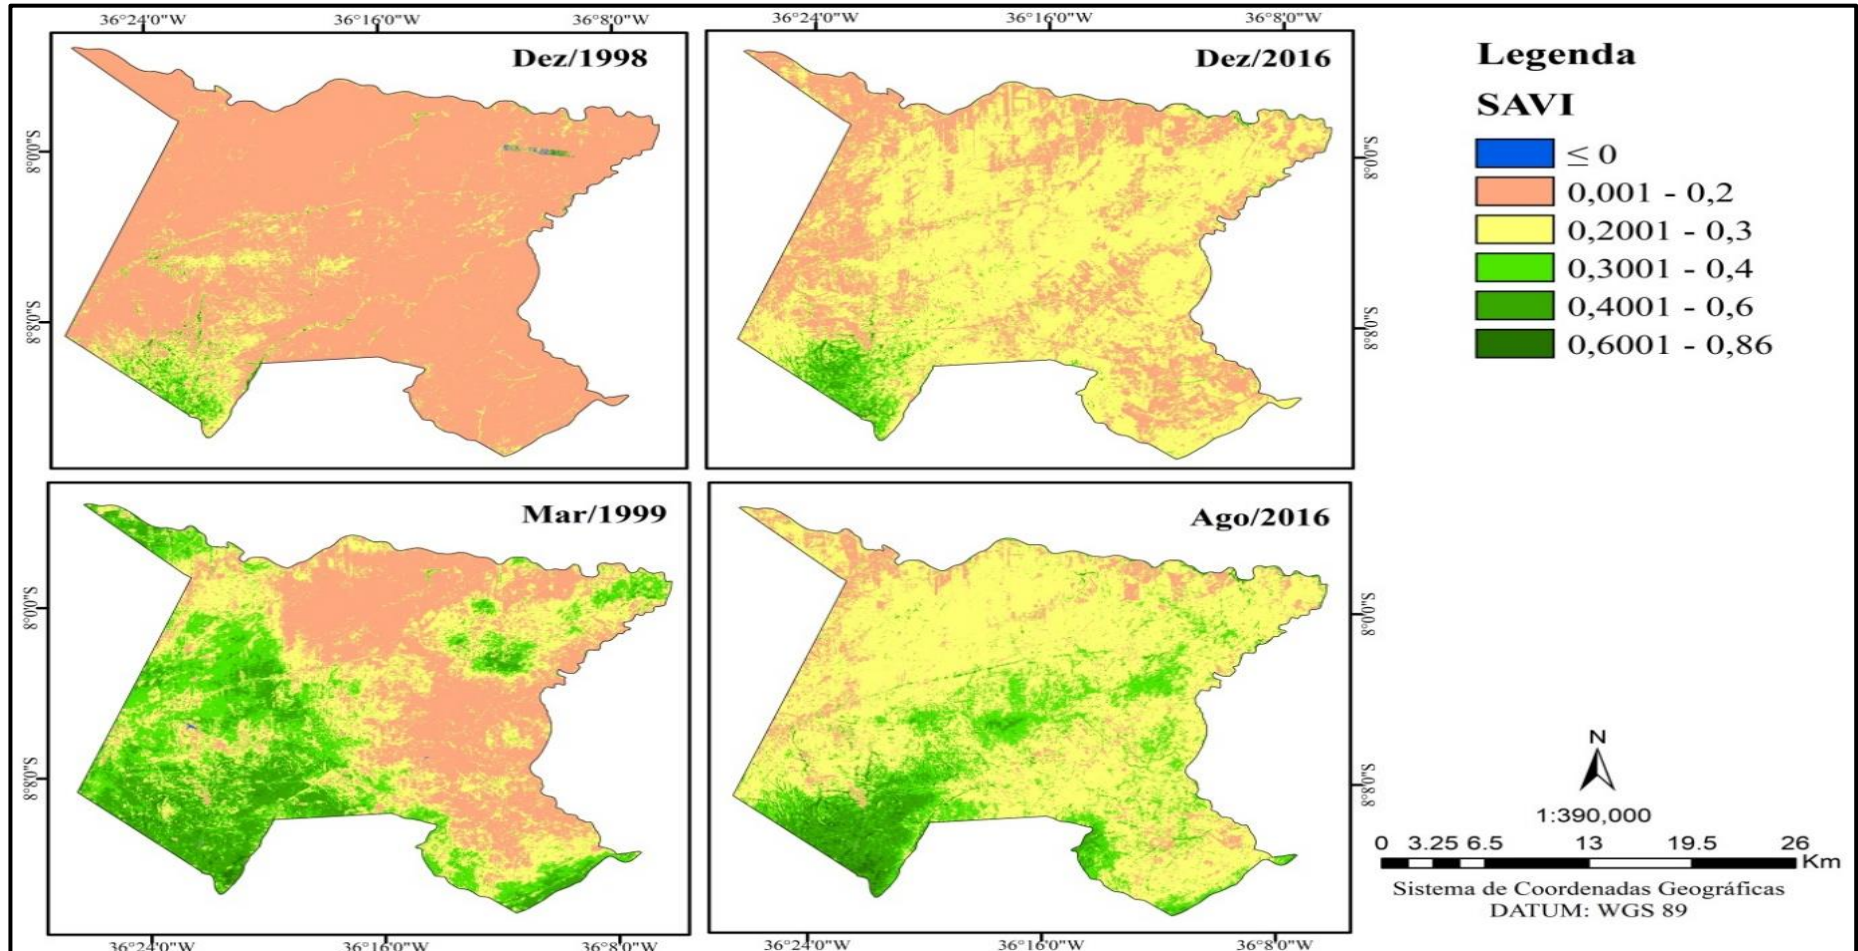 36°24'0"W 36°16'0"W 36°8'0"W 36°24'0"W 36°16'0"W 36°8'0"W
Dez/1998
Dez/2016
8°0'0"S
8°8'0"S
8°0'0"S
8°8'0"S
Mar/1999
Ago/2016
8°0'0"S
8°8'0"S
8°0'0"S
8°8'0"S
36°24'0"W 36°16'0"W 36°8'0"W 36°24'0"W 36°16'0"W 36°8'0"W
Legenda
SAVI
≤ 0
0,001 - 0,2
0,2001 - 0,3
0,3001 - 0,4
0,4001 - 0,6
0,6001 - 0,86
N
1:390,000
0 3.25 6.5 13 19.5 26
Km
Sistema de Coordenadas Geográficas
DATUM: WGS 89